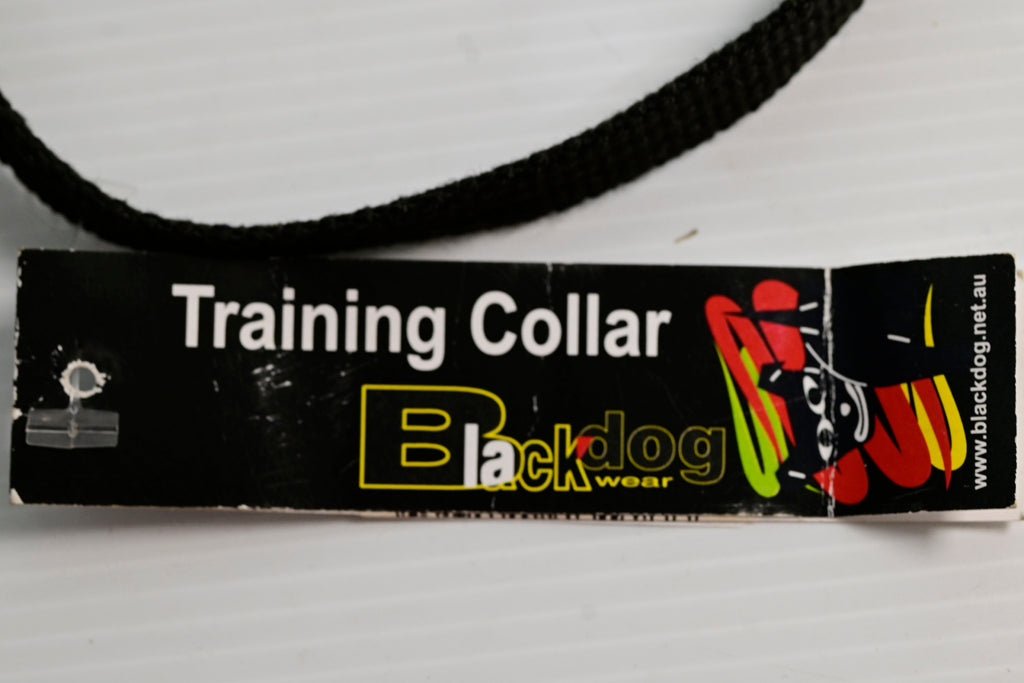 Training Collar
Blackdog
wear
www.blackdog.net.au